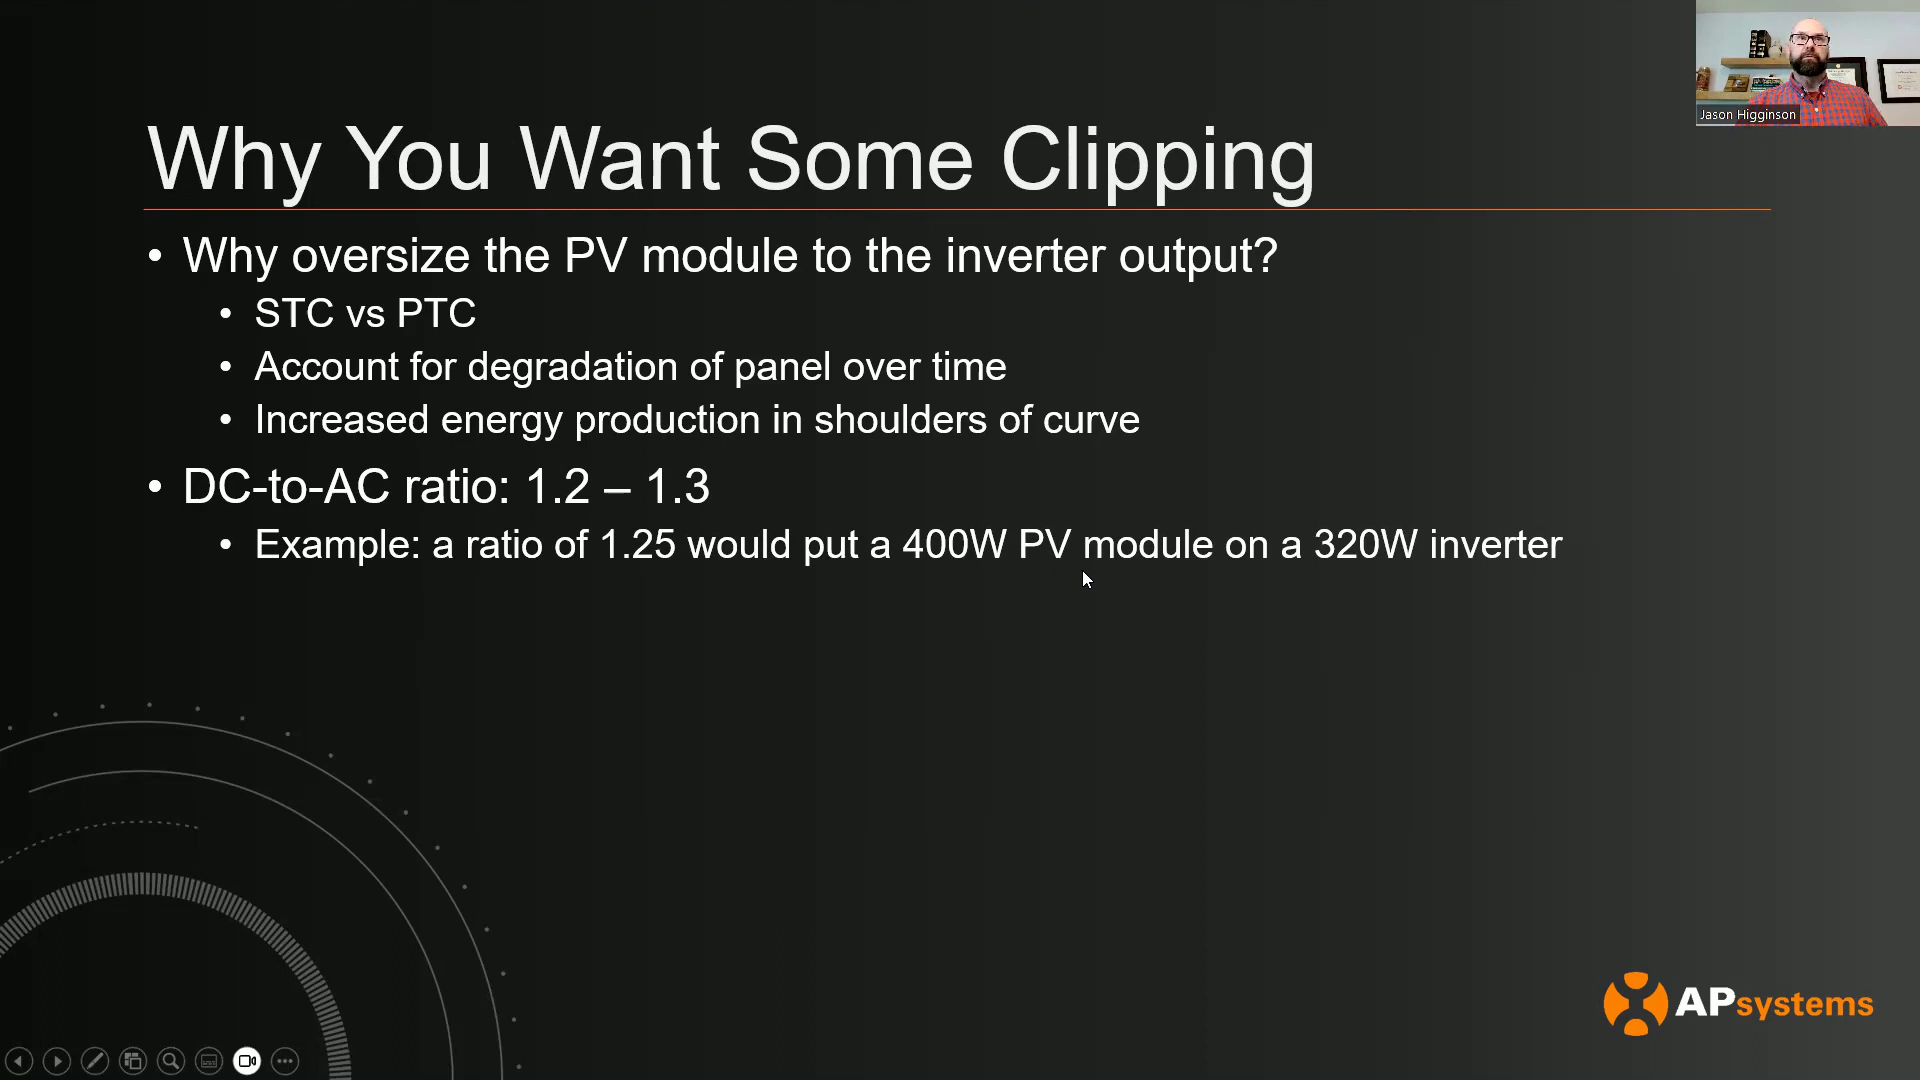 Jason Higginson
Why You Want Some Clipping
• Why oversize the PV module to the inverter output?
• STC vs PTC
• Account for degradation of panel over time
• Increased energy production in shoulders of curve
• DC-to-AC ratio: 1.2 – 1.3
• Example: a ratio of 1.25 would put a 400W PV module on a 320W inverter
APsystems